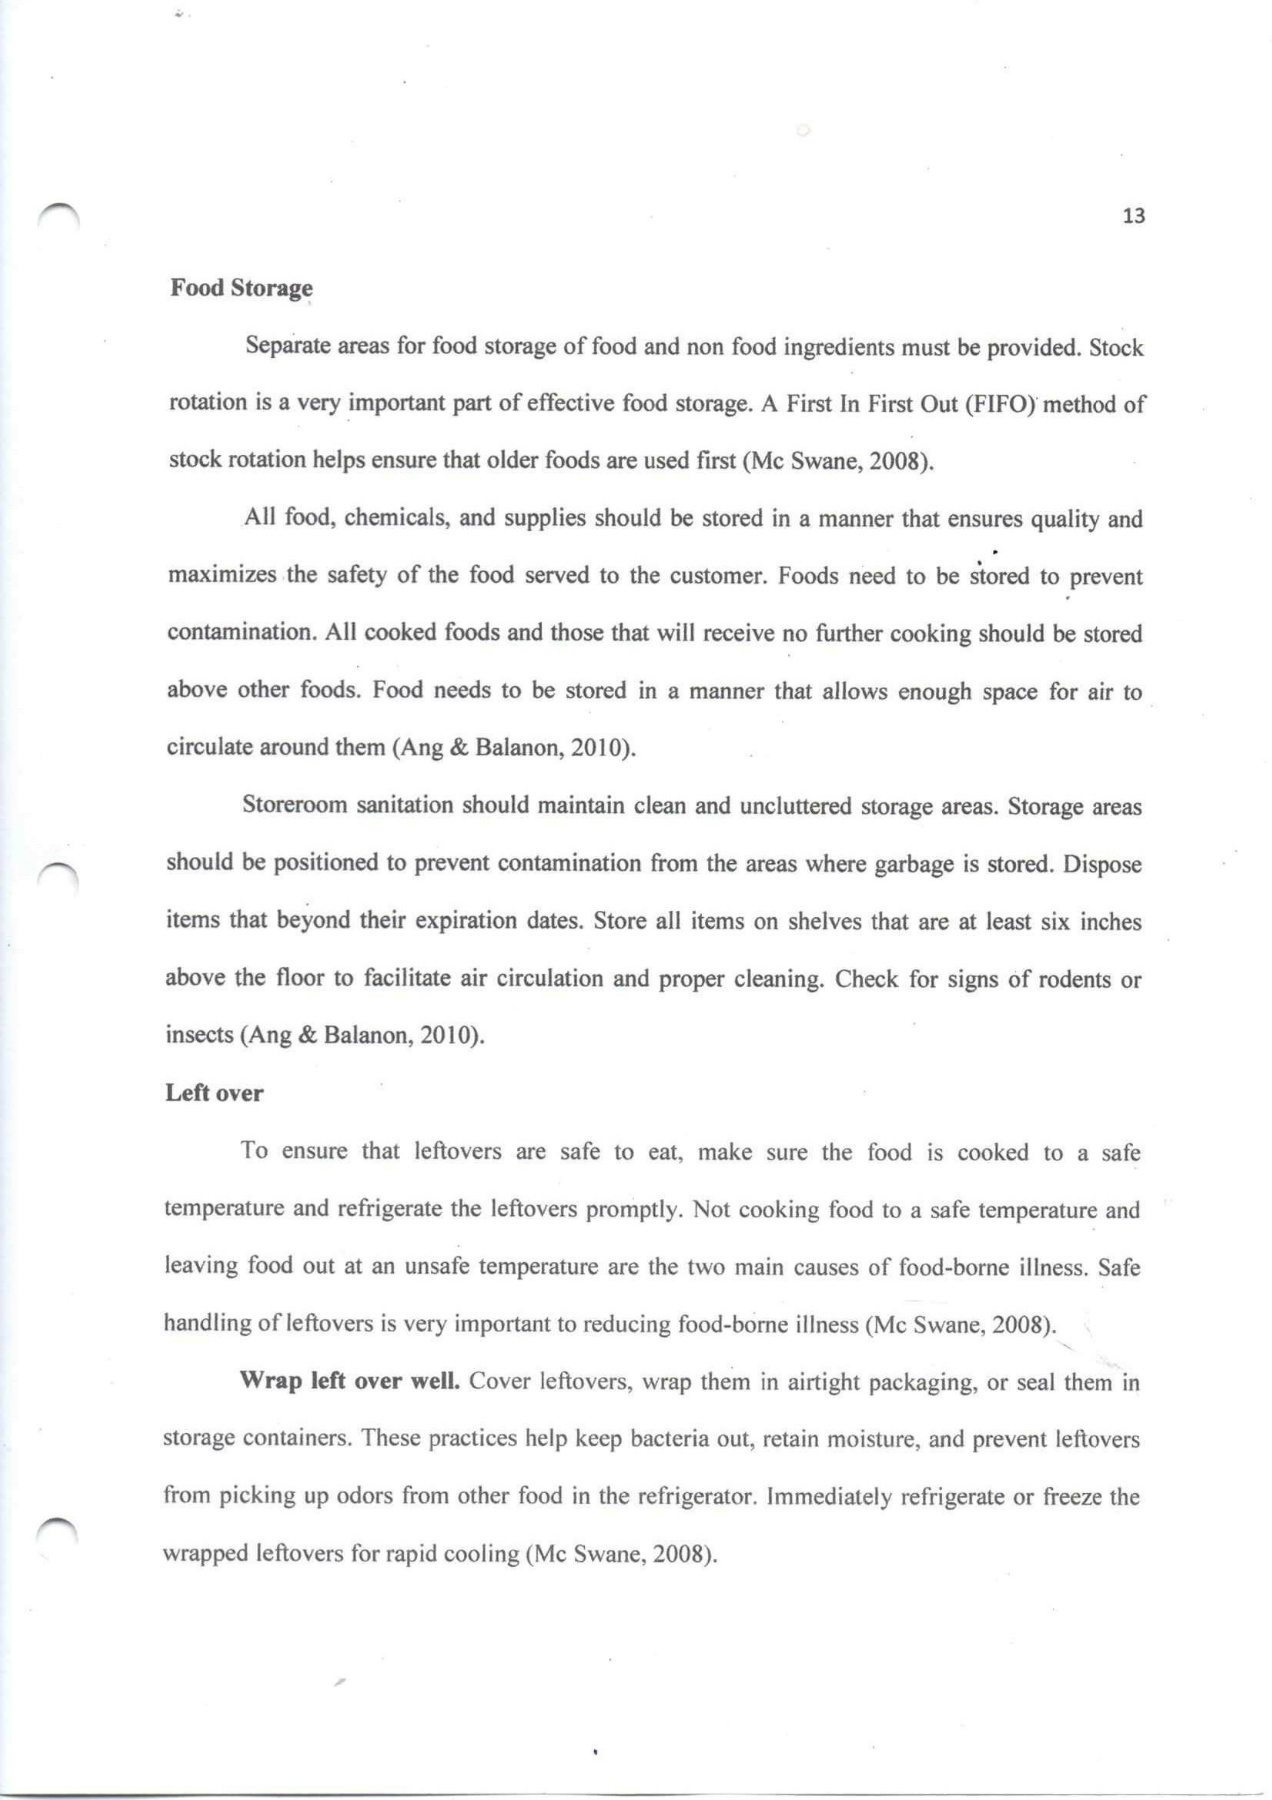 13
Food Storage
Separate areas for food storage of food and non food ingredients must be provided. Stock
rotation is a very important part of effective food storage. A First In First Out (FIFO) method of
stock rotation helps ensure that older foods are used first (Mc Swane, 2008).
All food, chemicals, and supplies should be stored in a manner that ensures quality and
maximizes the safety of the food served to the customer. Foods need to be stored to prevent
contamination. All cooked foods and those that will receive no further cooking should be stored
above other foods. Food needs to be stored in a manner that allows enough space for air to
circulate around them (Ang & Balanon, 2010).
Storeroom sanitation should maintain clean and uncluttered storage areas. Storage areas
should be positioned to prevent contamination from the areas where garbage is stored. Dispose
items that beyond their expiration dates. Store all items on shelves that are at least six inches
above the floor to facilitate air circulation and proper cleaning. Check for signs of rodents or
insects (Ang & Balanon, 2010).
Left over
To ensure that leftovers are safe to eat, make sure the food is cooked to a safe
temperature and refrigerate the leftovers promptly. Not cooking food to a safe temperature and
leaving food out at an unsafe temperature are the two main causes of food-borne illness. Safe
handling of leftovers is very important to reducing food-borne illness (Mc Swane, 2008).
Wrap left over well. Cover leftovers, wrap them in airtight packaging, or seal them in
storage containers. These practices help keep bacteria out, retain moisture, and prevent leftovers
from picking up odors from other food in the refrigerator. Immediately refrigerate or freeze the
wrapped leftovers for rapid cooling (Mc Swane, 2008).